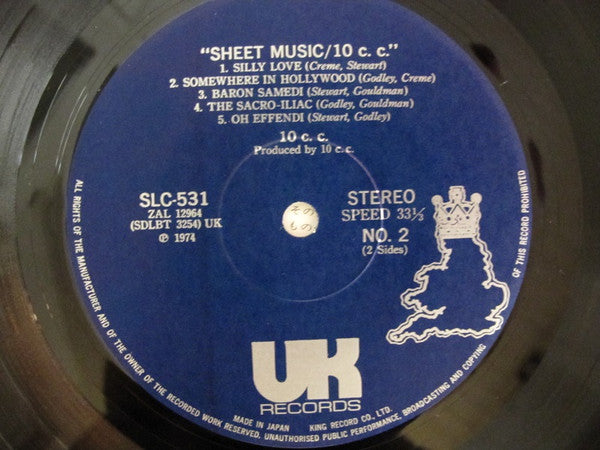 "SHEET MUSIC/10 c. c."
1. SILLY LOVE (Creme, Stewart)
2. SOMEWHERE IN HOLLYWOOD (Godley, Creme)
3. BARON SAMEDI (Stewart, Gouldman)
4. THE SACRO-ILIAC (Godley, Gouldman)
5. OH EFFENDI (Stewart, Godley)
10 c. c.
Produced by 10 c. c.
SLC-531
ZAL 12964
(SDLBT 3254) UK
℗ 1974
STEREO
SPEED 33⅓
NO. 2
(2 Sides)
UK
RECORDS
MADE IN JAPAN KING RECORD CO., LTD.
ALL RIGHTS OF THE MANUFACTURER AND OF THE OWNER OF THE RECORDED WORK RESERVED. UNAUTHORISED PUBLIC PERFORMANCE, BROADCASTING AND COPYING OF THIS RECORD PROHIBITED